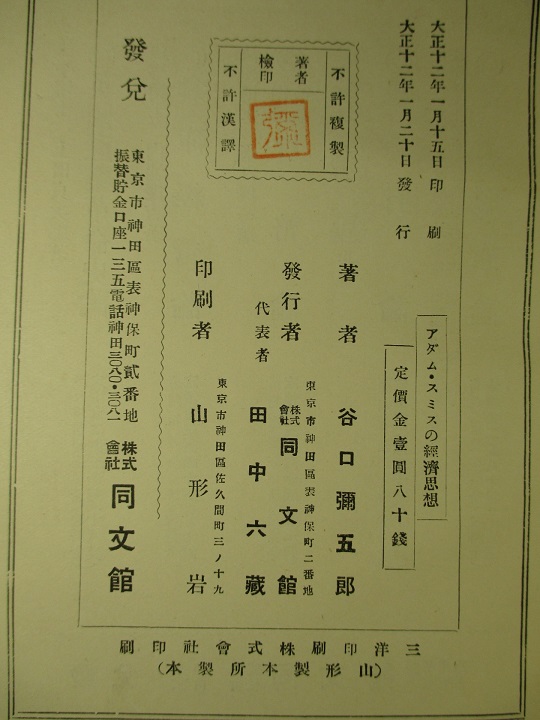 大正十二年一月十五日印刷
大正十二年一月二十日發行
不許複製
著者
檢印
彌
不許漢譯
アダム・スミスの經濟思想
定價金壹圓八十錢
著者 谷口彌五郎
東京市神田區表神保町二番地
發行者 株式會社 同文館
代表者 田中六藏
東京市神田區佐久間町三ノ十九
印刷者 山形岩
發兌
東京市神田區表神保町貳番地
振替貯金口座一三五電話神田三〇八〇・三〇八一
株式會社 同文館
三洋印刷株式會社印刷
(山形製本所製本)